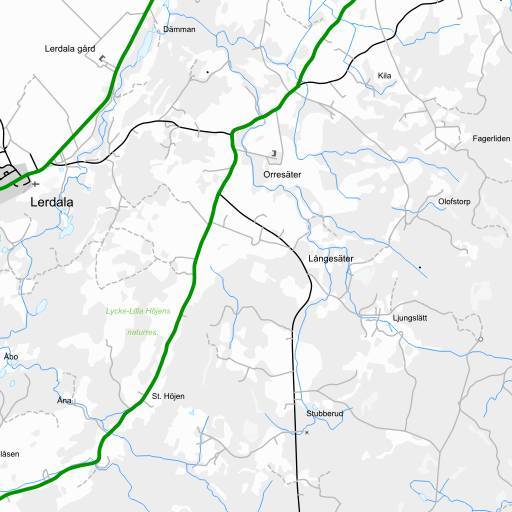 Dämman
Lerdala gård
Kila
Fagerliden
Orresäter
Lerdala
Olofstorp
Långesäter
Lycke-Lilla Höjens
naturres.
Ljungslätt
Åbo
Åna
St. Höjen
Stubberud
låsen